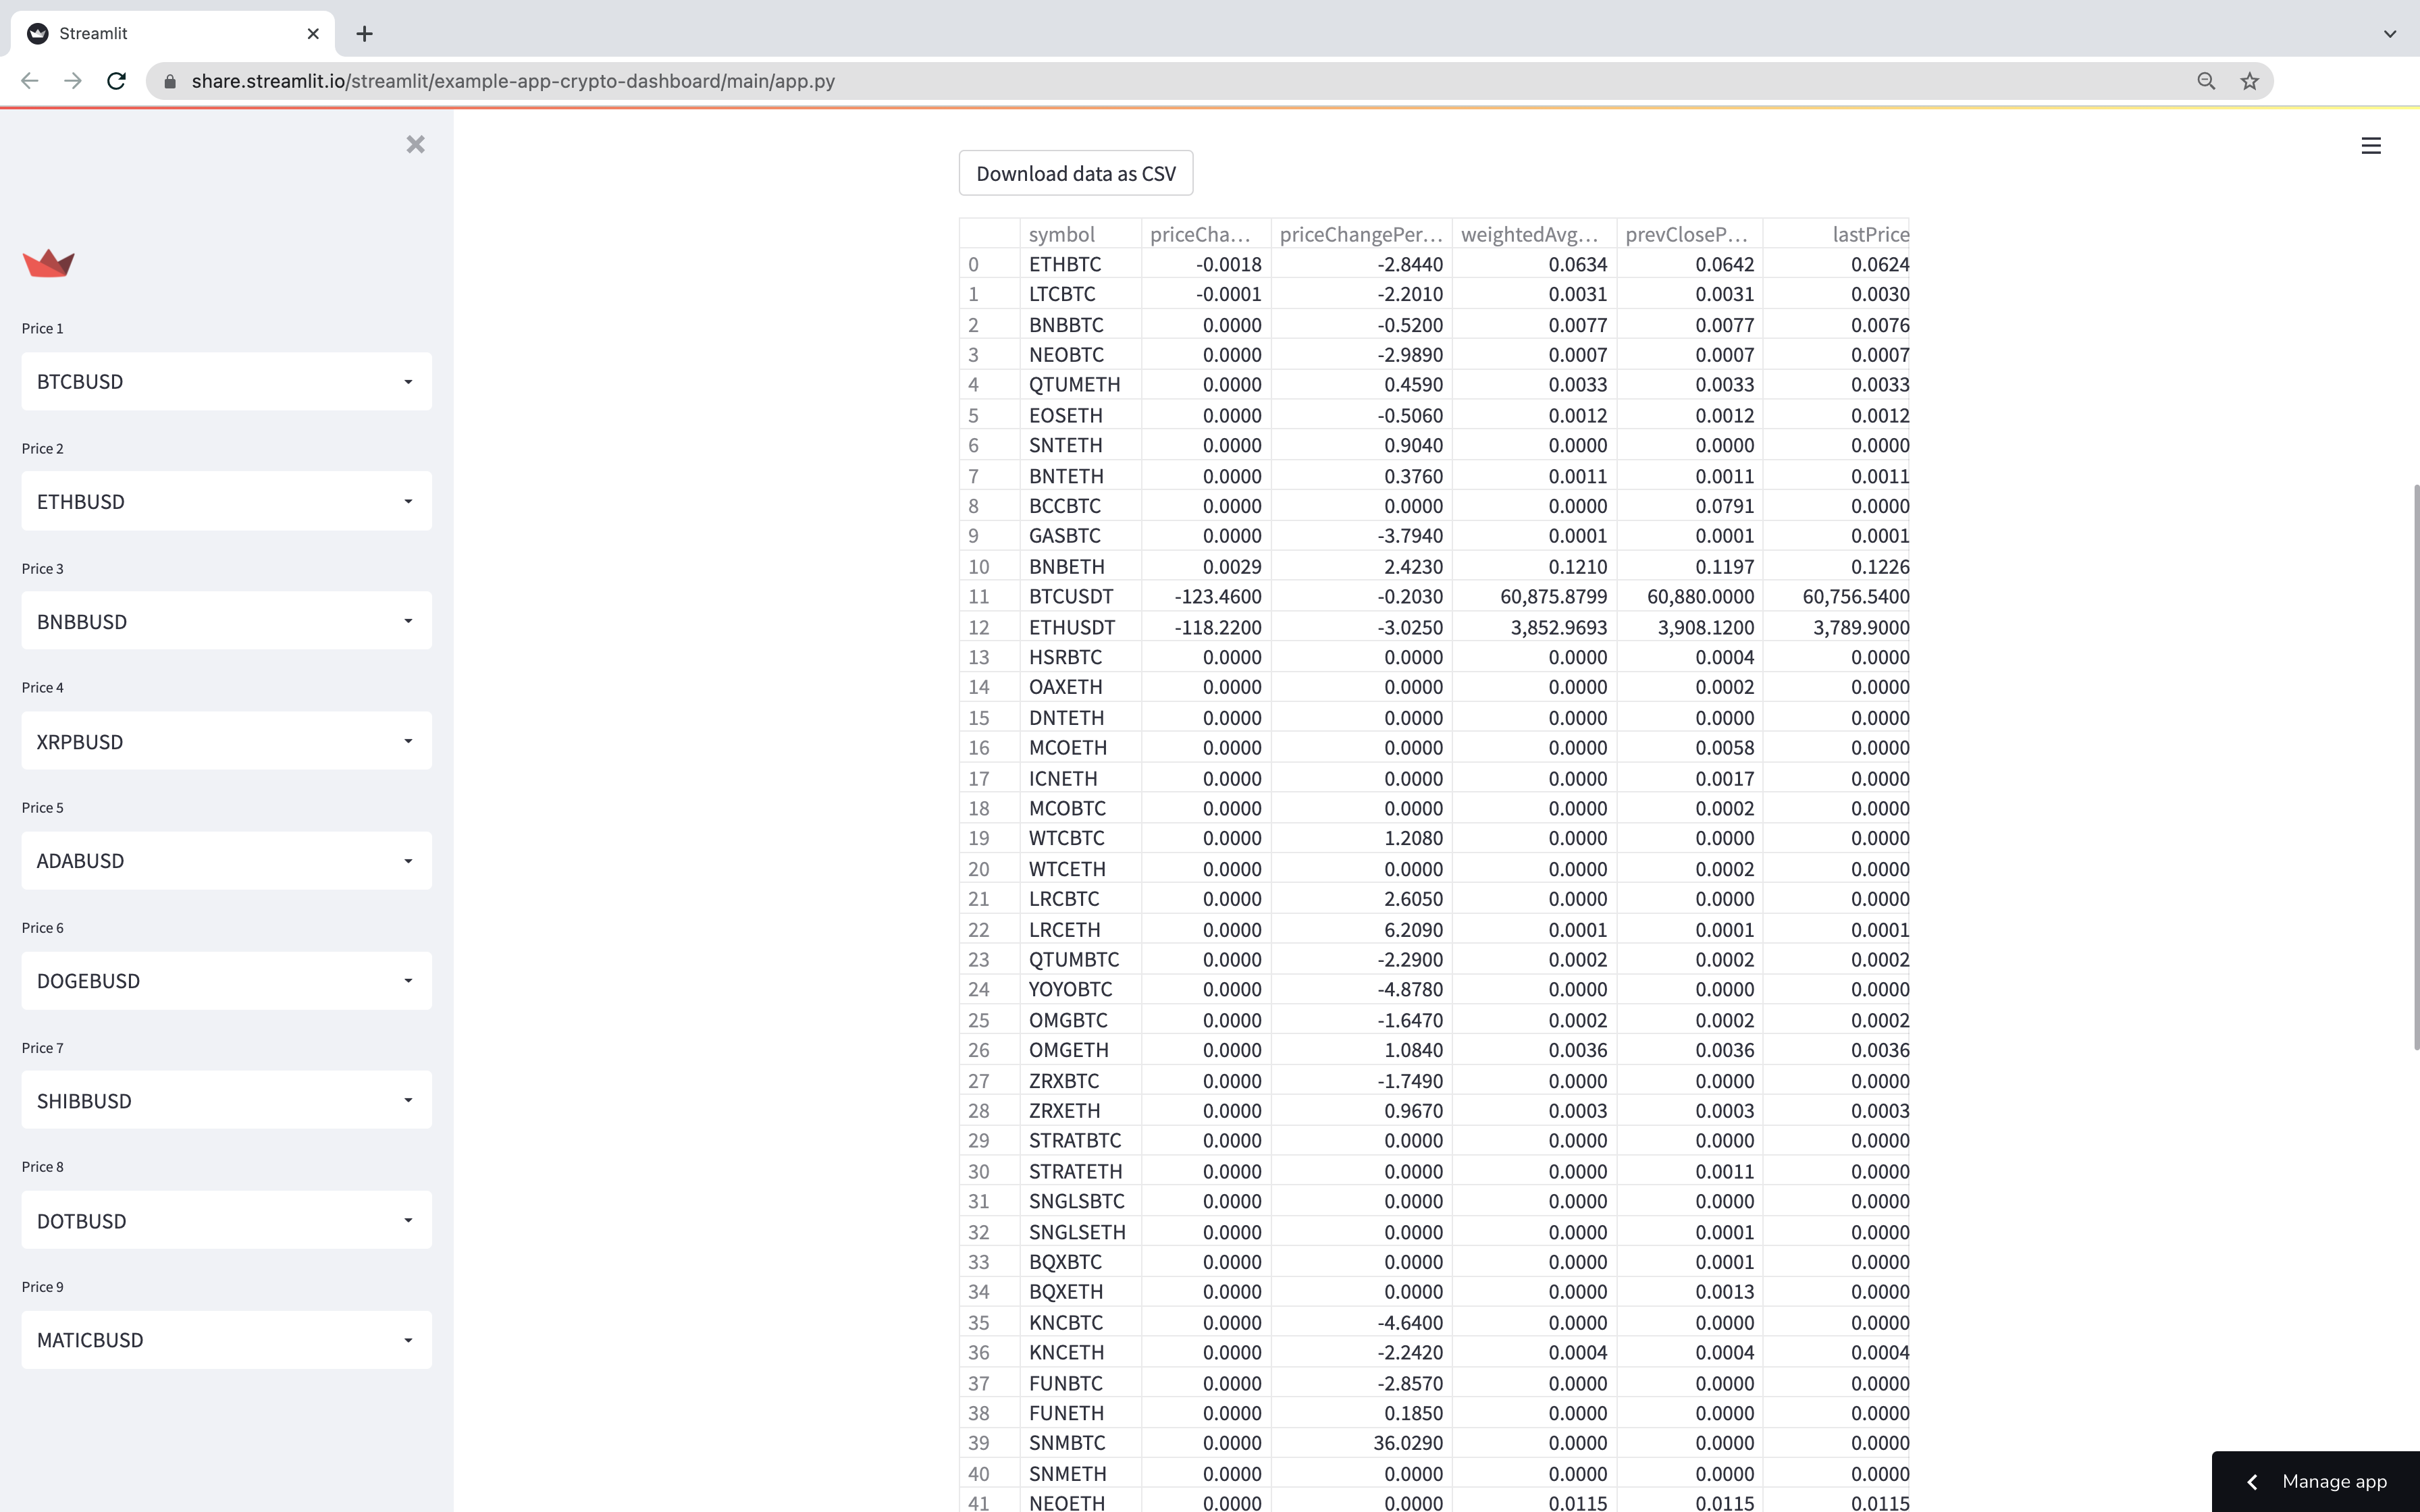 Streamlit
share.streamlit.io/streamlit/example-app-crypto-dashboard/main/app.py
Price 1
BTCBUSD
Price 2
ETHBUSD
Price 3
BNBBUSD
Price 4
XRPBUSD
Price 5
ADABUSD
Price 6
DOGEBUSD
Price 7
SHIBBUSD
Price 8
DOTBUSD
Price 9
MATICBUSD
Download data as CSV
symbol priceCha... priceChangePer... weightedAvg... prevCloseP... lastPrice
0 ETHBTC -0.0018 -2.8440 0.0634 0.0642 0.0624
1 LTCBTC -0.0001 -2.2010 0.0031 0.0031 0.0030
2 BNBBTC 0.0000 -0.5200 0.0077 0.0077 0.0076
3 NEOBTC 0.0000 -2.9890 0.0007 0.0007 0.0007
4 QTUMETH 0.0000 0.4590 0.0033 0.0033 0.0033
5 EOSETH 0.0000 -0.5060 0.0012 0.0012 0.0012
6 SNTETH 0.0000 0.9040 0.0000 0.0000 0.0000
7 BNTETH 0.0000 0.3760 0.0011 0.0011 0.0011
8 BCCBTC 0.0000 0.0000 0.0000 0.0791 0.0000
9 GASBTC 0.0000 -3.7940 0.0001 0.0001 0.0001
10 BNBETH 0.0029 2.4230 0.1210 0.1197 0.1226
11 BTCUSDT -123.4600 -0.2030 60,875.8799 60,880.0000 60,756.5400
12 ETHUSDT -118.2200 -3.0250 3,852.9693 3,908.1200 3,789.9000
13 HSRBTC 0.0000 0.0000 0.0000 0.0004 0.0000
14 OAXETH 0.0000 0.0000 0.0000 0.0002 0.0000
15 DNTETH 0.0000 0.0000 0.0000 0.0000 0.0000
16 MCOETH 0.0000 0.0000 0.0000 0.0058 0.0000
17 ICNETH 0.0000 0.0000 0.0000 0.0017 0.0000
18 MCOBTC 0.0000 0.0000 0.0000 0.0002 0.0000
19 WTCBTC 0.0000 1.2080 0.0000 0.0000 0.0000
20 WTCETH 0.0000 0.0000 0.0000 0.0002 0.0000
21 LRCBTC 0.0000 2.6050 0.0000 0.0000 0.0000
22 LRCETH 0.0000 6.2090 0.0001 0.0001 0.0001
23 QTUMBTC 0.0000 -2.2900 0.0002 0.0002 0.0002
24 YOYOBTC 0.0000 -4.8780 0.0000 0.0000 0.0000
25 OMGBTC 0.0000 -1.6470 0.0002 0.0002 0.0002
26 OMGETH 0.0000 1.0840 0.0036 0.0036 0.0036
27 ZRXBTC 0.0000 -1.7490 0.0000 0.0000 0.0000
28 ZRXETH 0.0000 0.9670 0.0003 0.0003 0.0003
29 STRATBTC 0.0000 0.0000 0.0000 0.0000 0.0000
30 STRATETH 0.0000 0.0000 0.0000 0.0011 0.0000
31 SNGLSBTC 0.0000 0.0000 0.0000 0.0000 0.0000
32 SNGLSETH 0.0000 0.0000 0.0000 0.0001 0.0000
33 BQXBTC 0.0000 0.0000 0.0000 0.0001 0.0000
34 BQXETH 0.0000 0.0000 0.0000 0.0013 0.0000
35 KNCBTC 0.0000 -4.6400 0.0000 0.0000 0.0000
36 KNCETH 0.0000 -2.2420 0.0004 0.0004 0.0004
37 FUNBTC 0.0000 -2.8570 0.0000 0.0000 0.0000
38 FUNETH 0.0000 0.1850 0.0000 0.0000 0.0000
39 SNMBTC 0.0000 36.0290 0.0000 0.0000 0.0000
40 SNMETH 0.0000 0.0000 0.0000 0.0000 0.0000
41 NEOETH 0.0000 0.0000 0.0115 0.0115 0.0115
Manage app